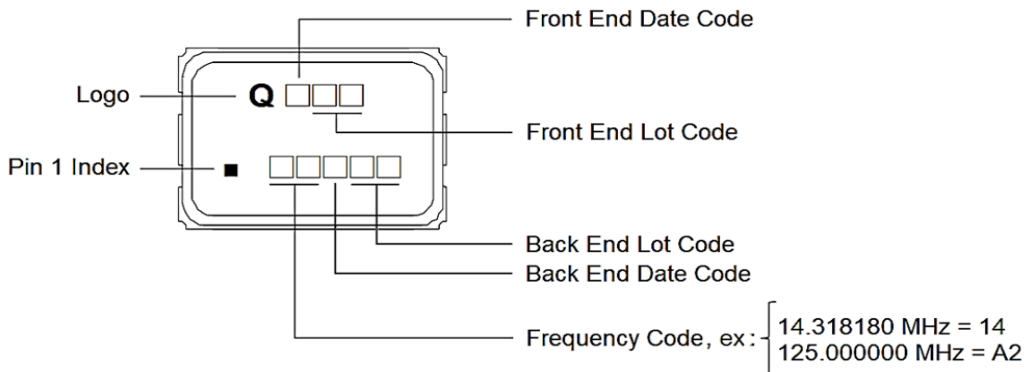 Front End Date Code
Logo
Q
Front End Lot Code
Pin 1 Index
Back End Lot Code
Back End Date Code
Frequency Code, ex:
14.318180 MHz = 14
125.000000 MHz = A2